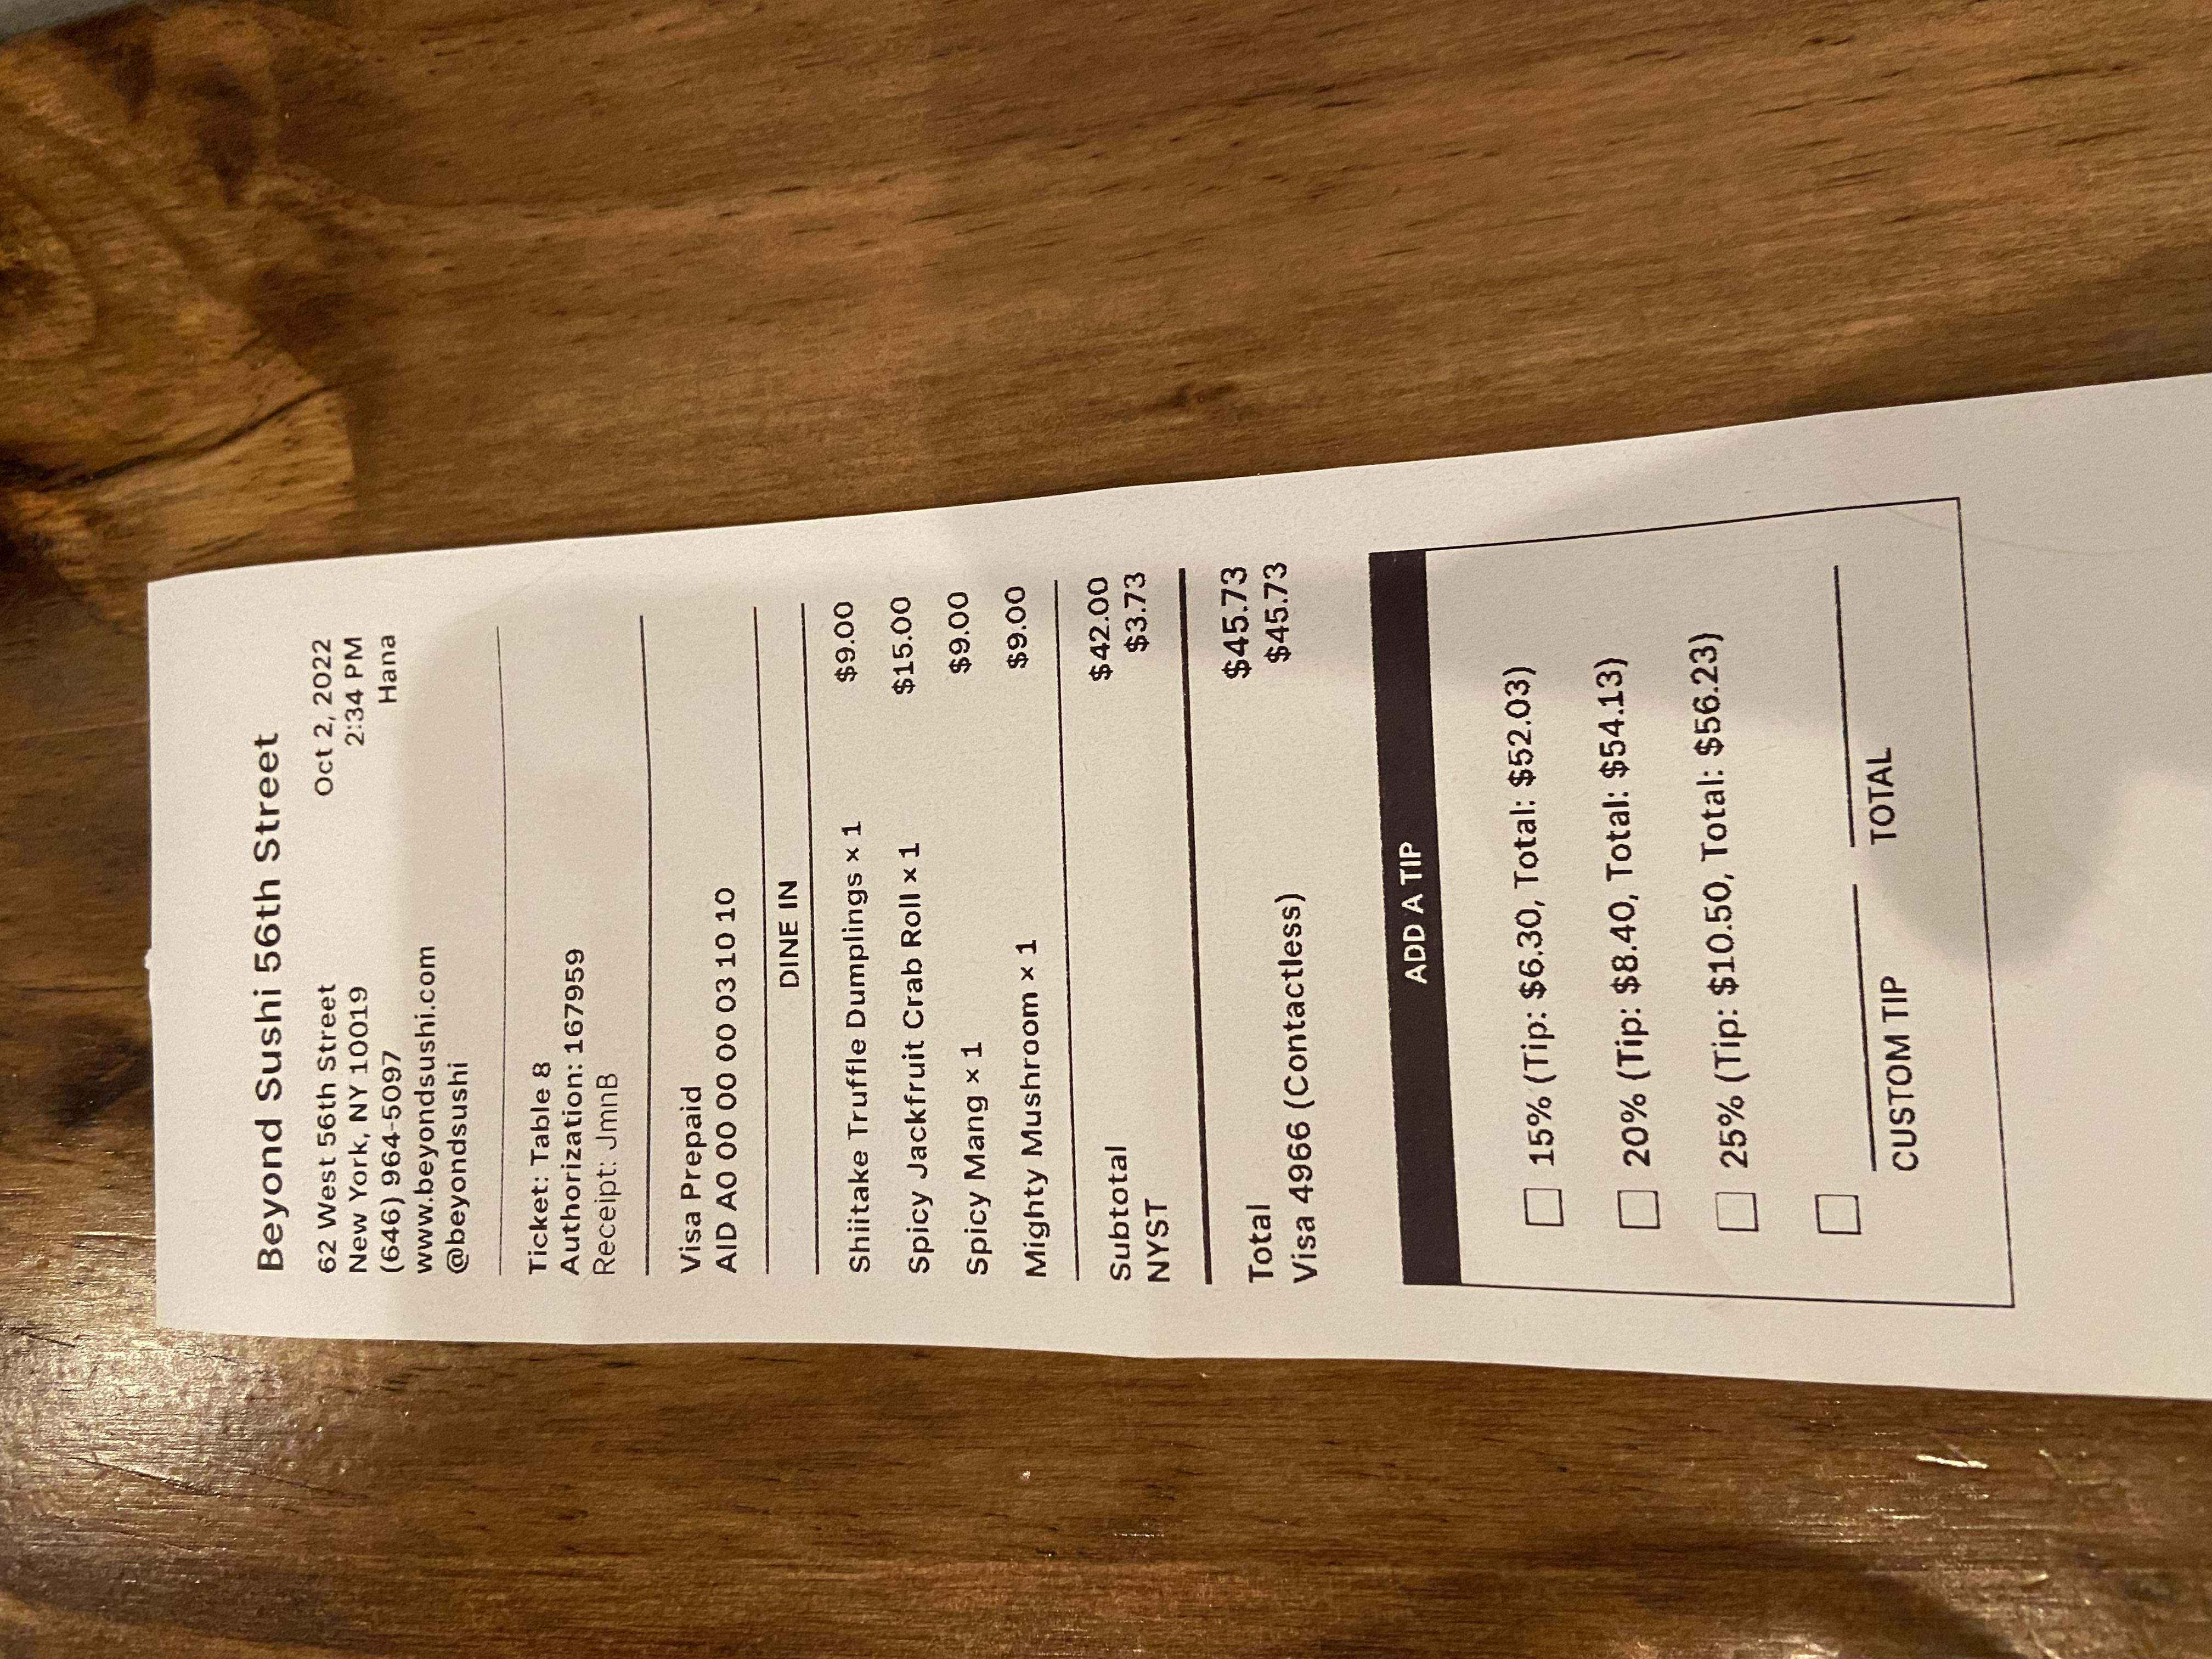 Beyond Sushi 56th Street
62 West 56th Street Oct 2, 2022
New York, NY 10019 2:34 PM
(646) 964-5097 Hana
www.beyondsushi.com
@beyondsushi
Ticket: Table 8
Authorization: 167959
Receipt: JmnB
Visa Prepaid
AID A0 00 00 00 03 10 10
DINE IN
Shiitake Truffle Dumplings × 1 $9.00
Spicy Jackfruit Crab Roll × 1 $15.00
Spicy Mang × 1 $9.00
Mighty Mushroom × 1 $9.00
Subtotal $42.00
NYST $3.73
Total $45.73
Visa 4966 (Contactless) $45.73
ADD A TIP
15% (Tip: $6.30, Total: $52.03)
20% (Tip: $8.40, Total: $54.13)
25% (Tip: $10.50, Total: $56.23)
CUSTOM TIP TOTAL